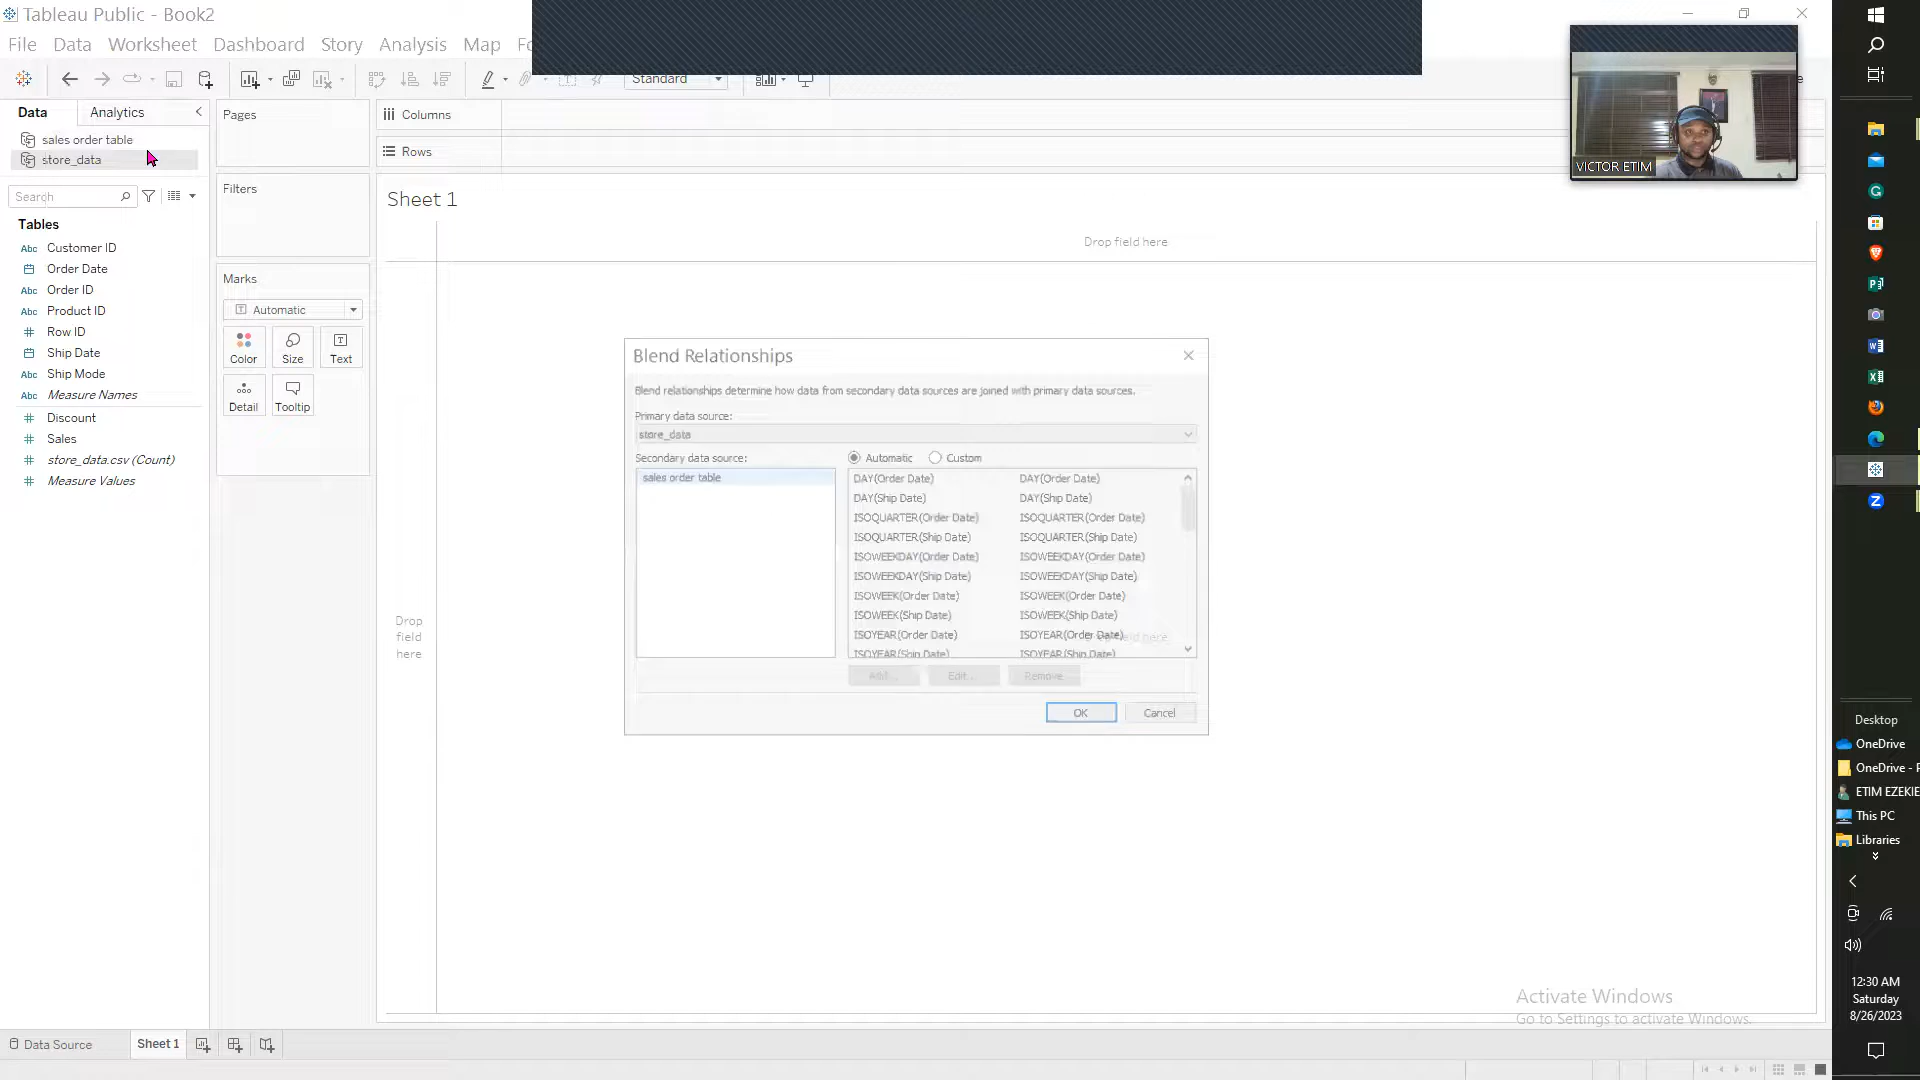 Tableau Public - Book2
File Data Worksheet Dashboard Story Analysis Map
Standard
Data Analytics
sales order table
store_data
Search
Tables
Abc Customer ID
Order Date
Abc Order ID
Abc Product ID
# Row ID
Ship Date
Abc Ship Mode
Abc Measure Names
# Discount
# Sales
# store_data.csv (Count)
# Measure Values
Pages
Filters
Marks
Automatic
Color Size Text
Detail Tooltip
Columns
Rows
Sheet 1
Drop field here
Drop
field
here
Blend Relationships
Blend relationships determine how data from secondary data sources are joined with primary data sources.
Primary data source:
store_data
Secondary data source:
sales order table
Automatic Custom
DAY(Order Date) DAY(Order Date)
DAY(Ship Date) DAY(Ship Date)
ISOQUARTER(Order Date) ISOQUARTER(Order Date)
ISOQUARTER(Ship Date) ISOQUARTER(Ship Date)
ISOWEEKDAY(Order Date) ISOWEEKDAY(Order Date)
ISOWEEKDAY(Ship Date) ISOWEEKDAY(Ship Date)
ISOWEEK(Order Date) ISOWEEK(Order Date)
ISOWEEK(Ship Date) ISOWEEK(Ship Date)
ISOYEAR(Order Date) ISOYEAR(Order Date)
ISOYEAR(Ship Date) ISOYEAR(Ship Date)
Add... Edit... Remove
OK Cancel
VICTOR ETIM
Desktop
OneDrive
OneDrive - 
ETIM EZEKIE
This PC
Libraries
12:30 AM
Saturday
8/26/2023
Activate Windows
Go to Settings to activate Windows.
Data Source Sheet 1